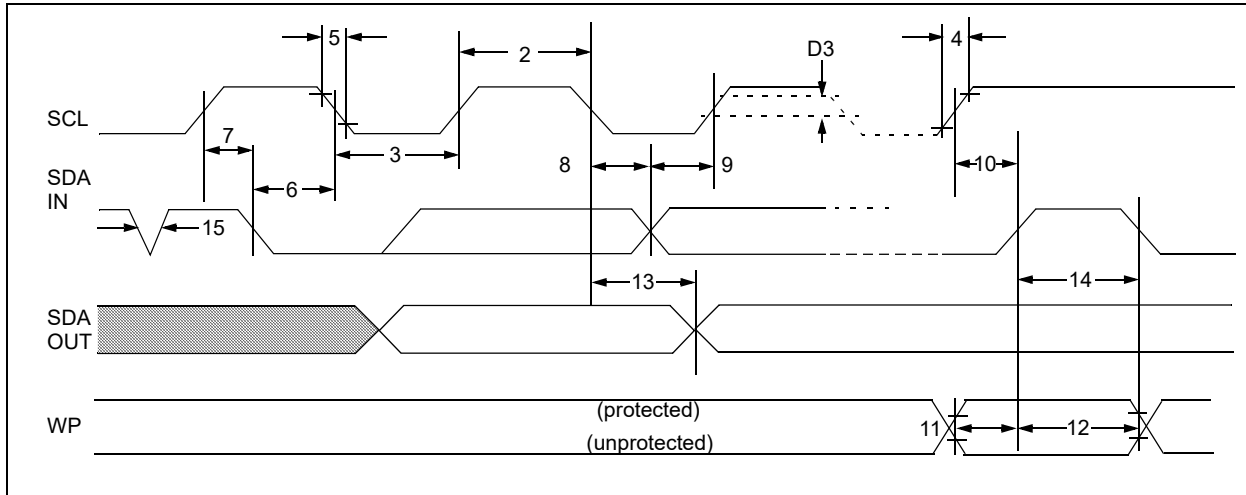 5
2
D3
4
SCL
7
3
8
9
10
SDA
IN
6
15
13
14
SDA
OUT
WP
(protected)
(unprotected)
11
12